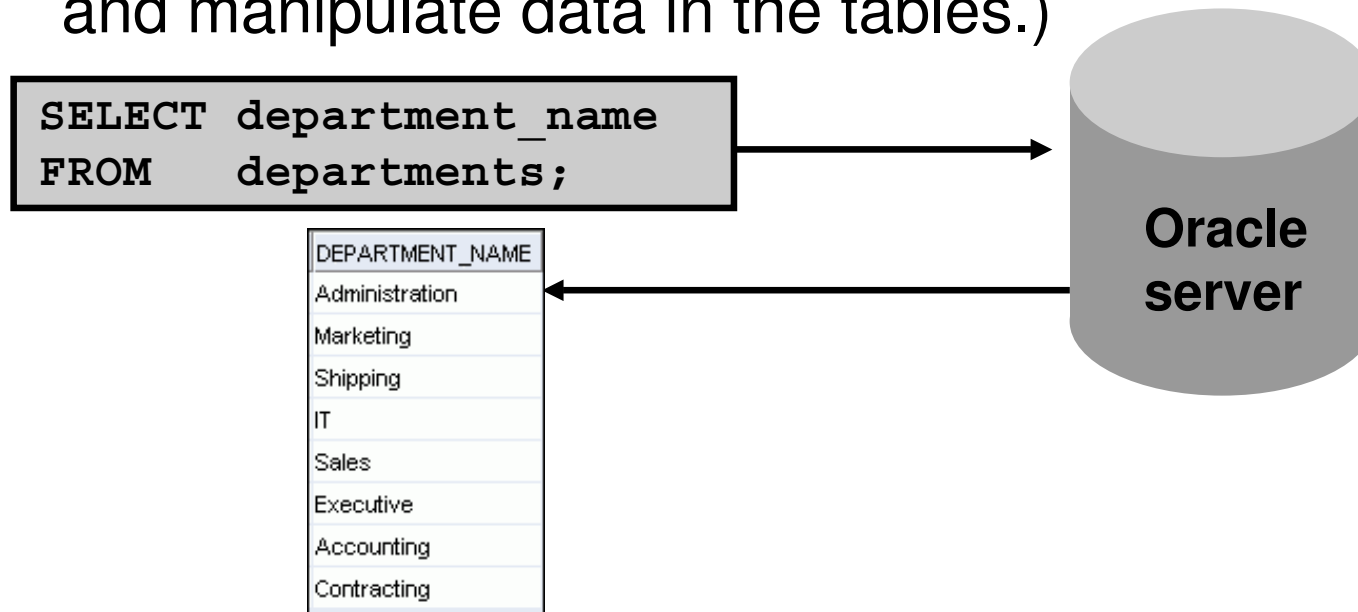 and manipulate data in the tables.)
SELECT department_name
FROM departments;
Oracle
server
DEPARTMENT_NAME
Administration
Marketing
Shipping
IT
Sales
Executive
Accounting
Contracting